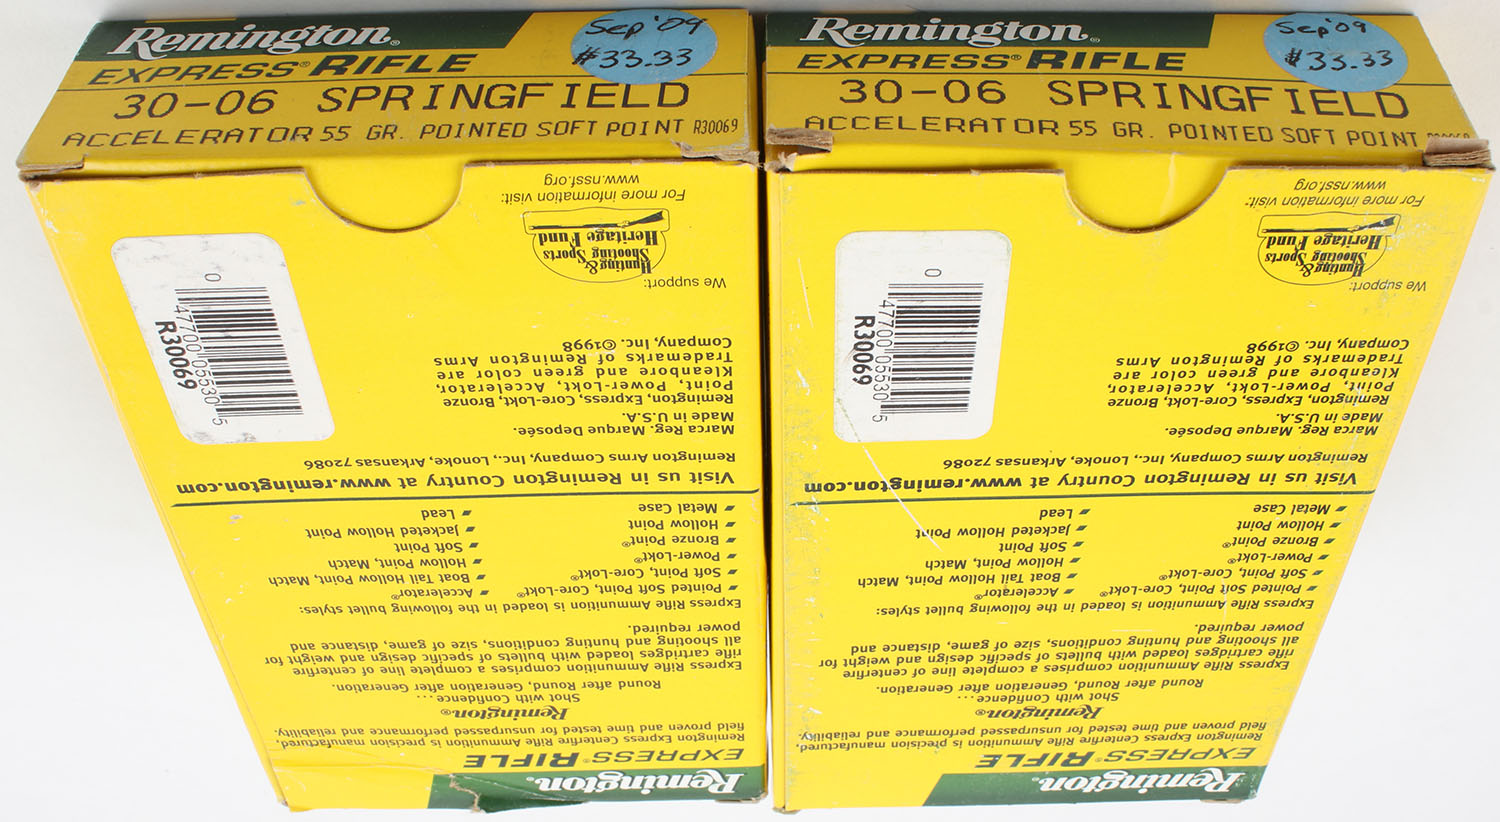 Remington®
EXPRESS® RIFLE
Sep '09
#33.33
30-06 SPRINGFIELD
ACCELERATOR 55 GR. POINTED SOFT POINT R30069
Remington®
EXPRESS® RIFLE
Remington Express Centerfire Rifle Ammunition is precision manufactured,
field proven and time tested for unsurpassed performance and reliability.
Remington®
Shot with Confidence....
Round after Round, Generation after Generation.
Express Rifle Ammunition comprises a complete line of centerfire
rifle cartridges loaded with bullets of specific design and weight for
all shooting and hunting conditions, size of game, distance and
power required.
Express Rifle Ammunition is loaded in the following bullet styles:
Pointed Soft Point, Core-Lokt®
Soft Point, Core-Lokt®
Power-Lokt®
Bronze Point®
Hollow Point
Metal Case
Accelerator®
Boat Tail Hollow Point, Match
Hollow Point, Match
Soft Point
Jacketed Hollow Point
Lead
Visit us in Remington Country at www.remington.com
Remington Arms Company, Inc., Lonoke, Arkansas 72086
Marca Reg. Marque Deposée.
Made in U.S.A.
Remington, Express, Core-Lokt, Bronze
Point, Power-Lokt, Accelerator,
Kleanbore and green color are
Trademarks of Remington Arms
Company, Inc. ©1998
We support:
Hunting &
Shooting Sports
Heritage Fund
For more information visit:
www.nssf.org
0 47700 05530 5
R30069
Remington®
EXPRESS® RIFLE
Sep '09
#33.33
30-06 SPRINGFIELD
ACCELERATOR 55 GR. POINTED SOFT POINT
Remington®
EXPRESS® RIFLE
Remington Express Centerfire Rifle Ammunition is precision manufactured,
field proven and time tested for unsurpassed performance and reliability.
Remington®
Shot with Confidence....
Round after Round, Generation after Generation.
Express Rifle Ammunition comprises a complete line of centerfire
rifle cartridges loaded with bullets of specific design and weight for
all shooting and hunting conditions, size of game, distance and
power required.
Express Rifle Ammunition is loaded in the following bullet styles:
Pointed Soft Point, Core-Lokt®
Soft Point, Core-Lokt®
Power-Lokt®
Bronze Point®
Hollow Point
Metal Case
Accelerator®
Boat Tail Hollow Point, Match
Hollow Point, Match
Soft Point
Jacketed Hollow Point
Lead
Visit us in Remington Country at www.remington.com
Remington Arms Company, Inc., Lonoke, Arkansas 72086
Marca Reg. Marque Deposée.
Made in U.S.A.
Remington, Express, Core-Lokt, Bronze
Point, Power-Lokt, Accelerator,
Kleanbore and green color are
Trademarks of Remington Arms
Company, Inc. ©1998
We support:
Hunting &
Shooting Sports
Heritage Fund
For more information visit:
www.nssf.org
0 47700 05530 5
R30069